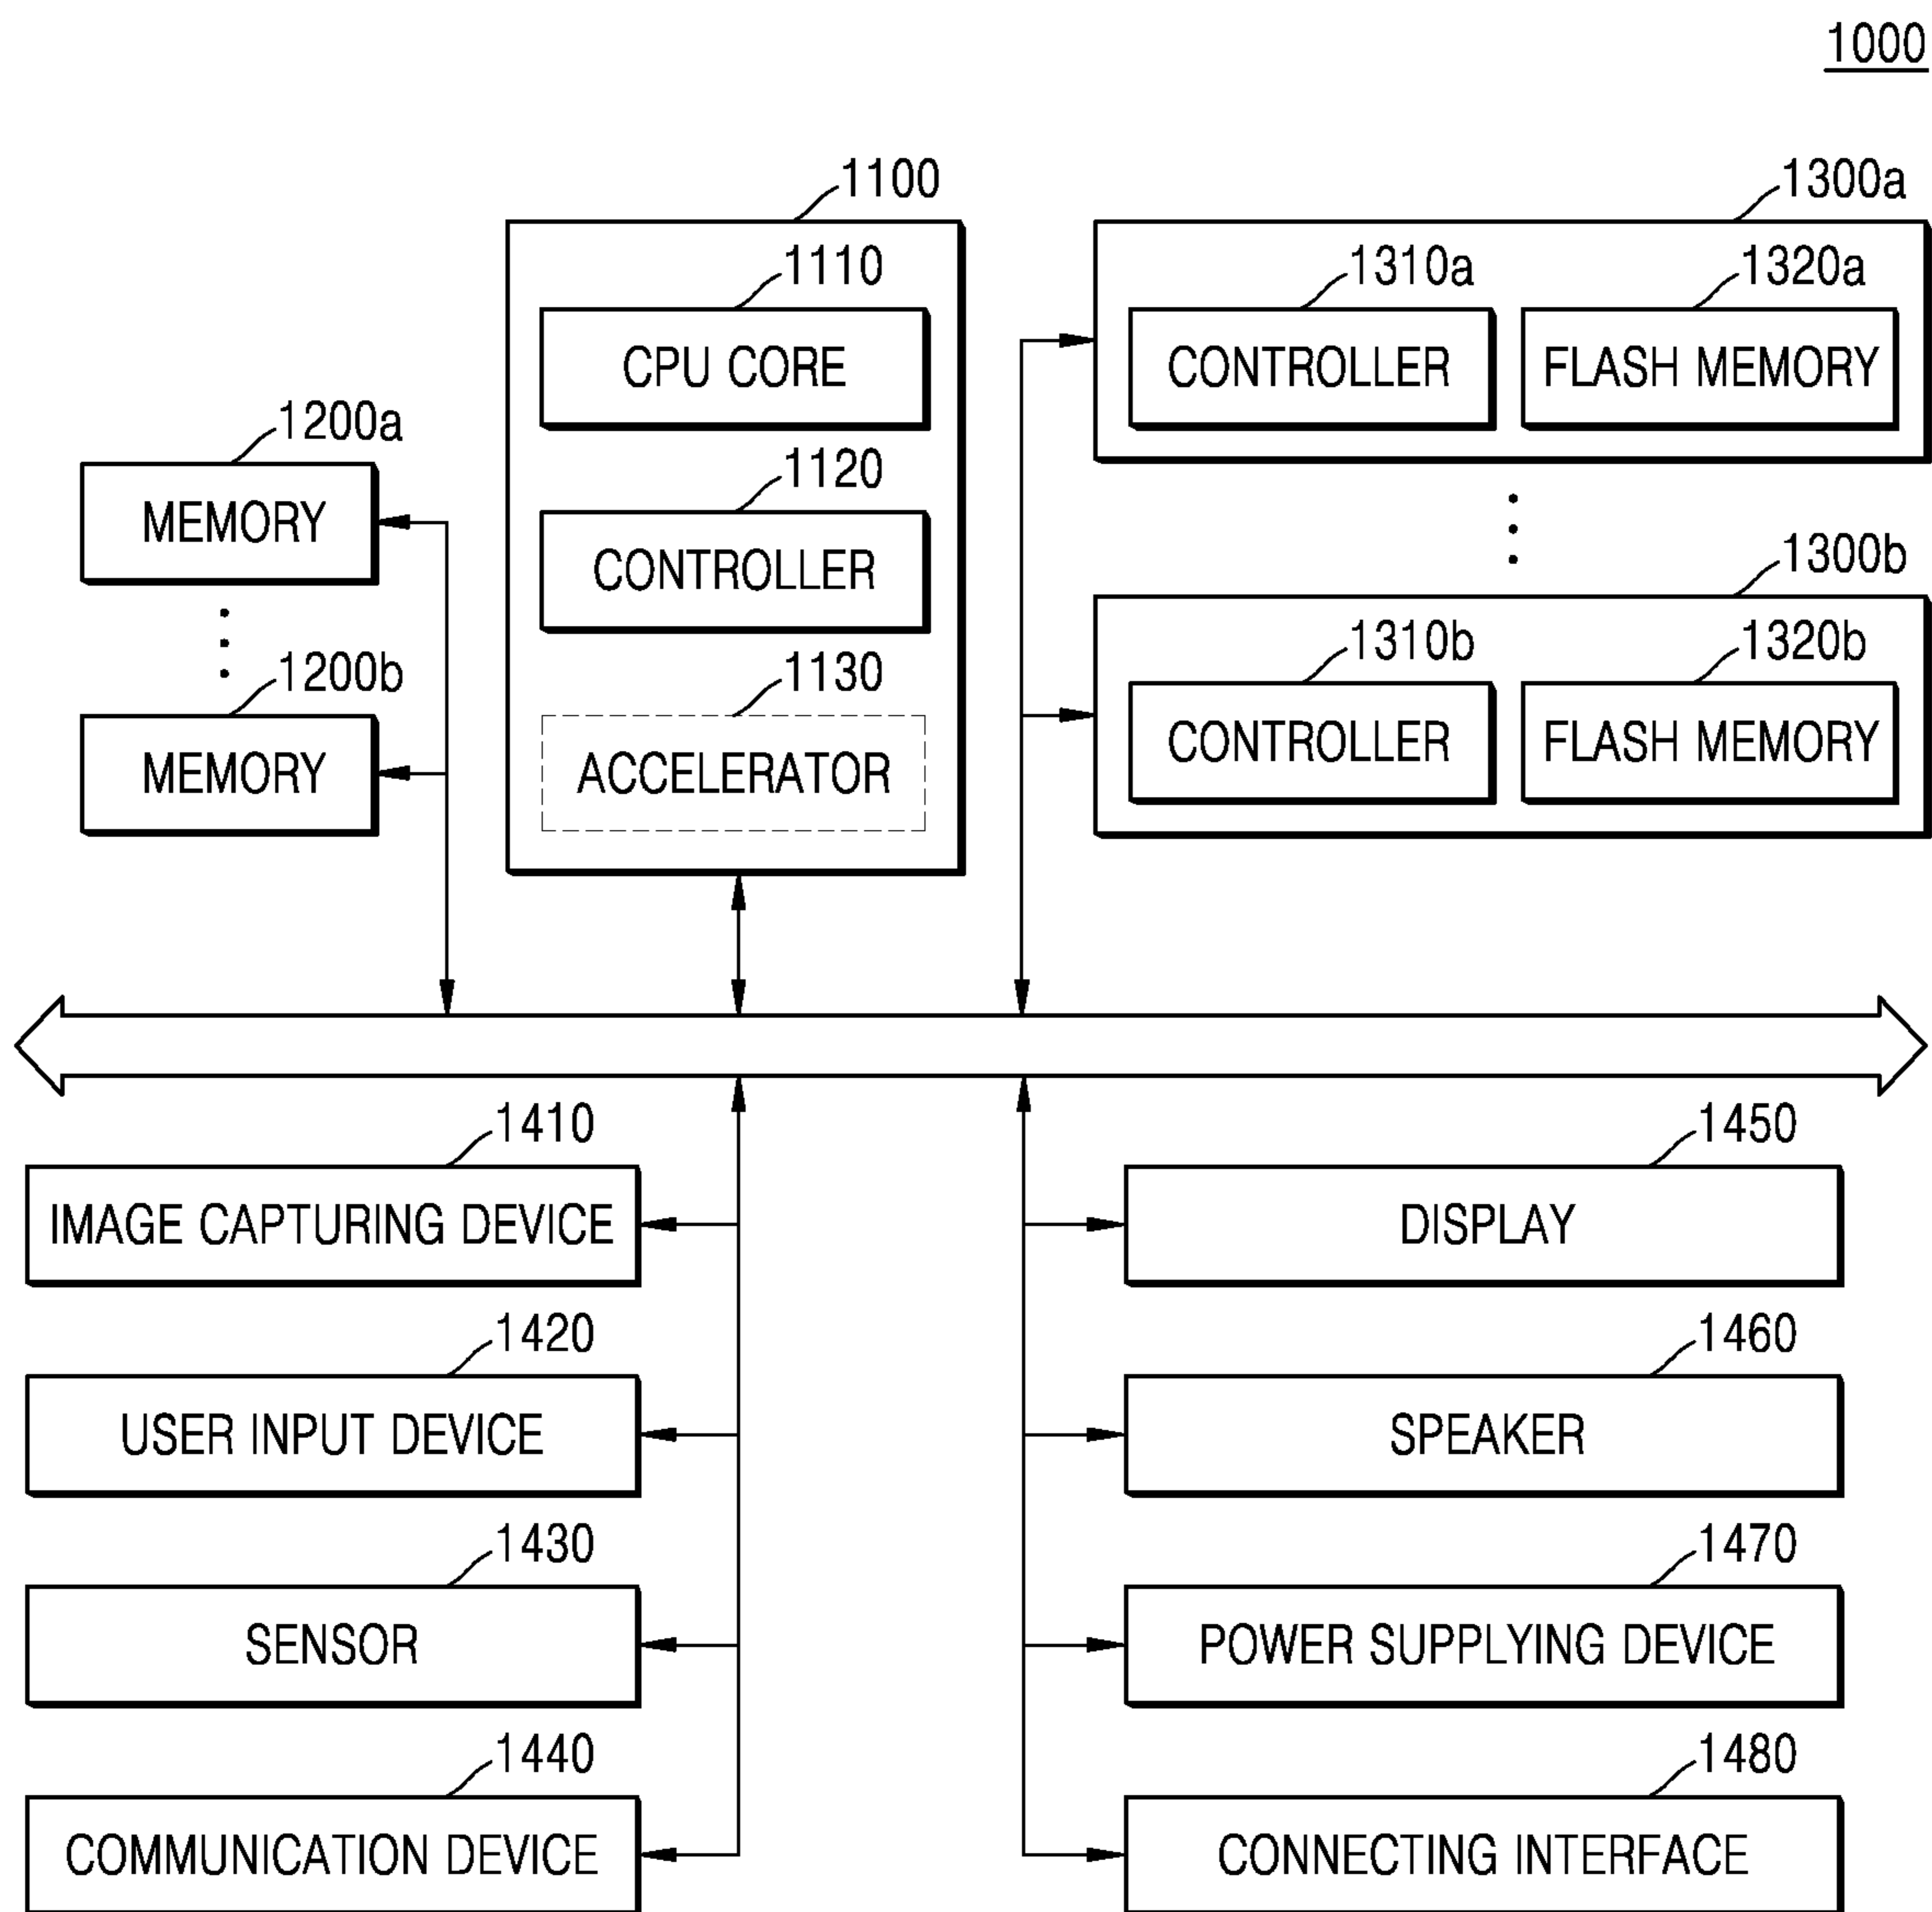 1000
1100
1300a
1110
1310a
1320a
CPU CORE
CONTROLLER
FLASH MEMORY
1200a
1120
MEMORY
CONTROLLER
1300b
1200b
1130
1310b
1320b
MEMORY
ACCELERATOR
CONTROLLER
FLASH MEMORY
1410
1450
IMAGE CAPTURING DEVICE
DISPLAY
1420
1460
USER INPUT DEVICE
SPEAKER
1430
1470
SENSOR
POWER SUPPLYING DEVICE
1440
1480
COMMUNICATION DEVICE
CONNECTING INTERFACE